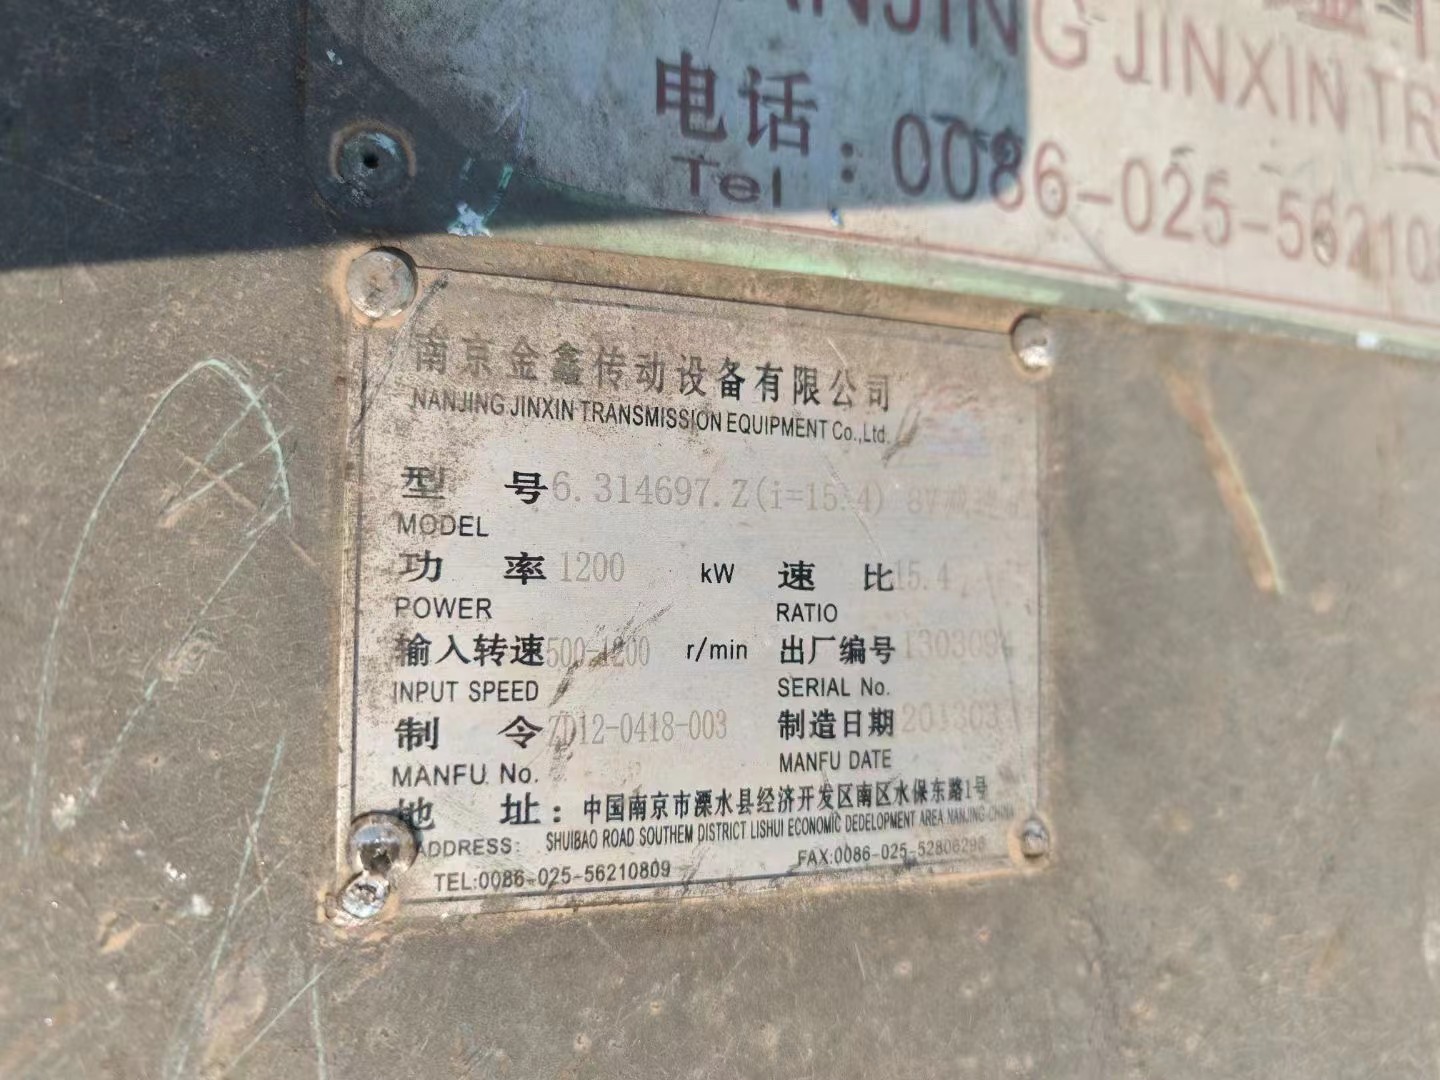 NANJING JINXIN TR
电话：0086-025-562108
Tel
南京金鑫传动设备有限公司
NANJING JINXIN TRANSMISSION EQUIPMENT Co.,Ltd.
型 号 6.314697.Z(i=15.4)
MODEL
功 率 1200 kW 速 比 15.4
POWER RATIO
输入转速 500-1200 r/min 出厂编号
INPUT SPEED SERIAL No.
制 令 ZD12-0418-003 制造日期
MANFU No. MANFU DATE
地 址：中国南京市溧水县经济开发区南区水保东路1号
ADDRESS: SHUIBAO ROAD SOUTHEM DISTRICT LISHUI ECONOMIC DEDELOPMENT AREA.NANJING-CHINA
TEL:0086-025-56210809 FAX:0086-025-52806298